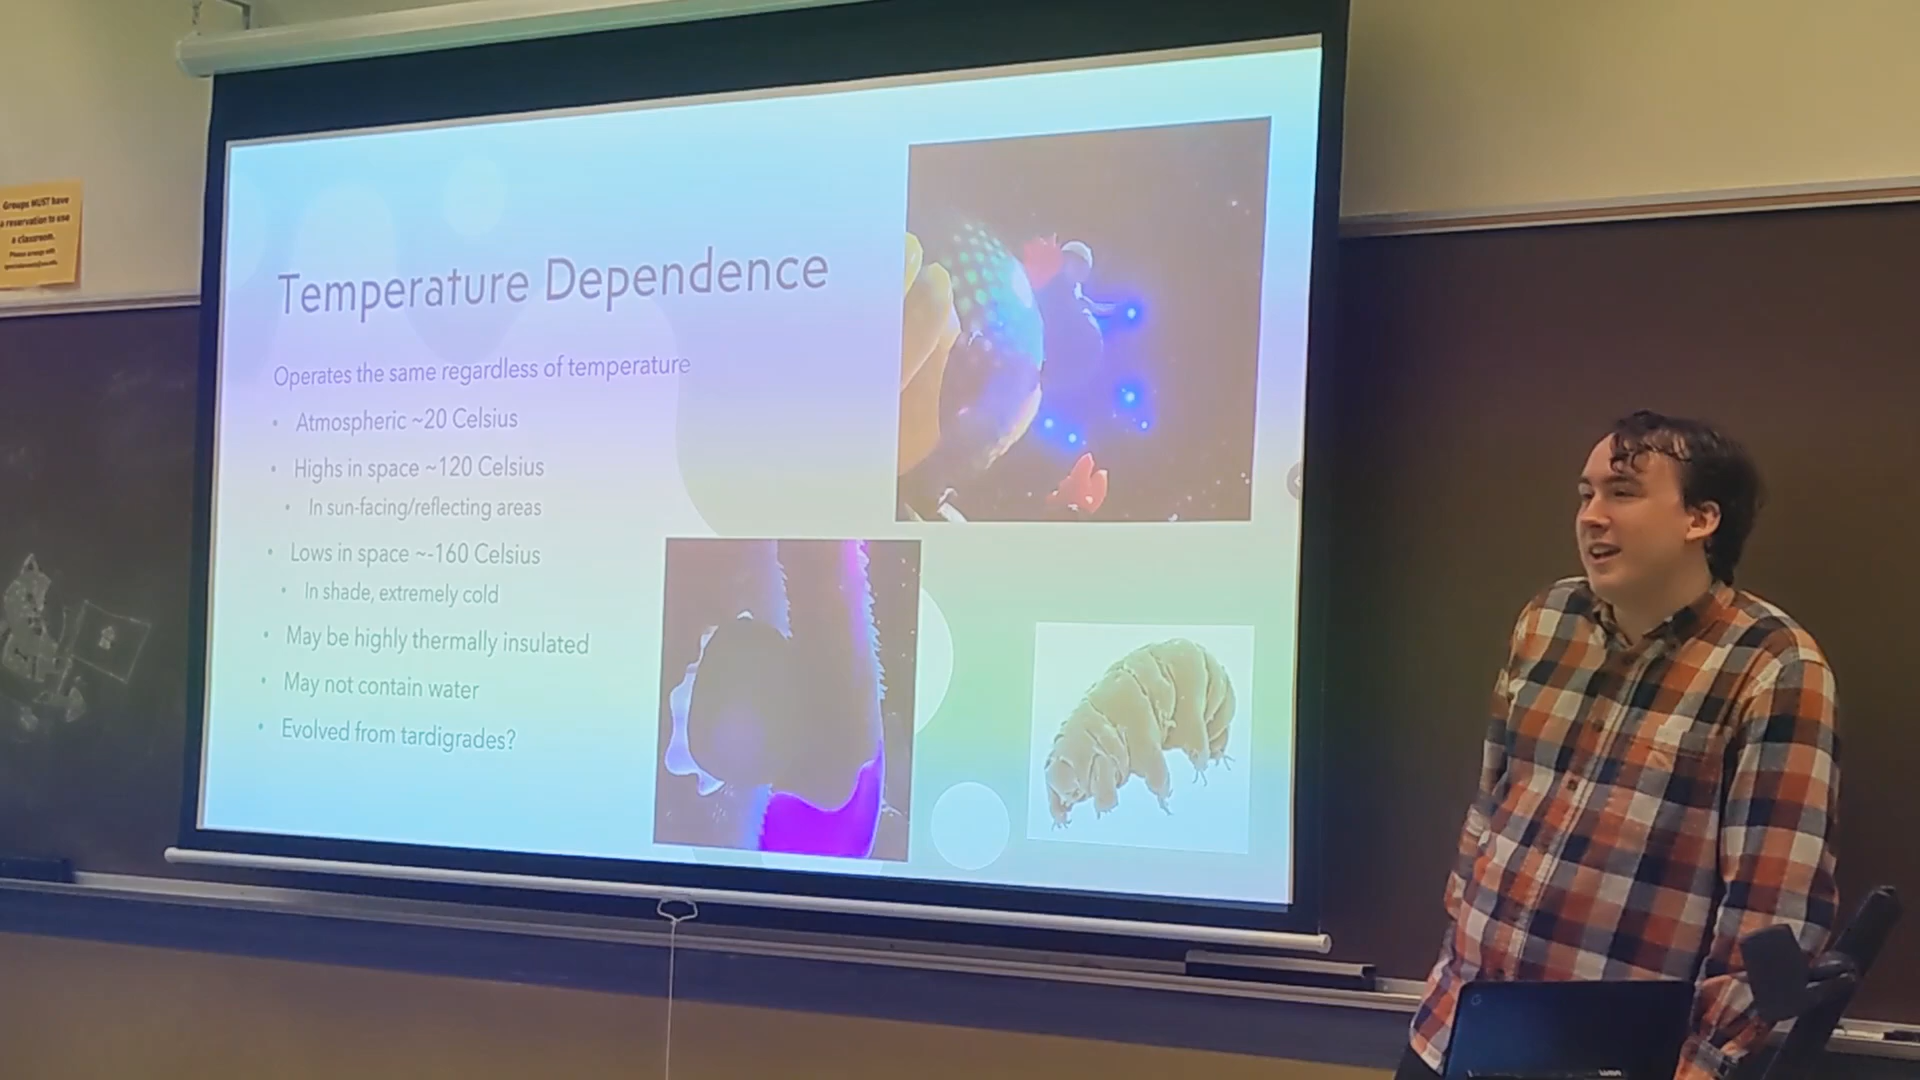 Groups MUST have
a reservation to use
a classroom.
Temperature Dependence
Operates the same regardless of temperature
• Atmospheric ~20 Celsius
• Highs in space ~120 Celsius
• In sun-facing/reflecting areas
• Lows in space ~-160 Celsius
• In shade, extremely cold
• May be highly thermally insulated
• May not contain water
• Evolved from tardigrades?